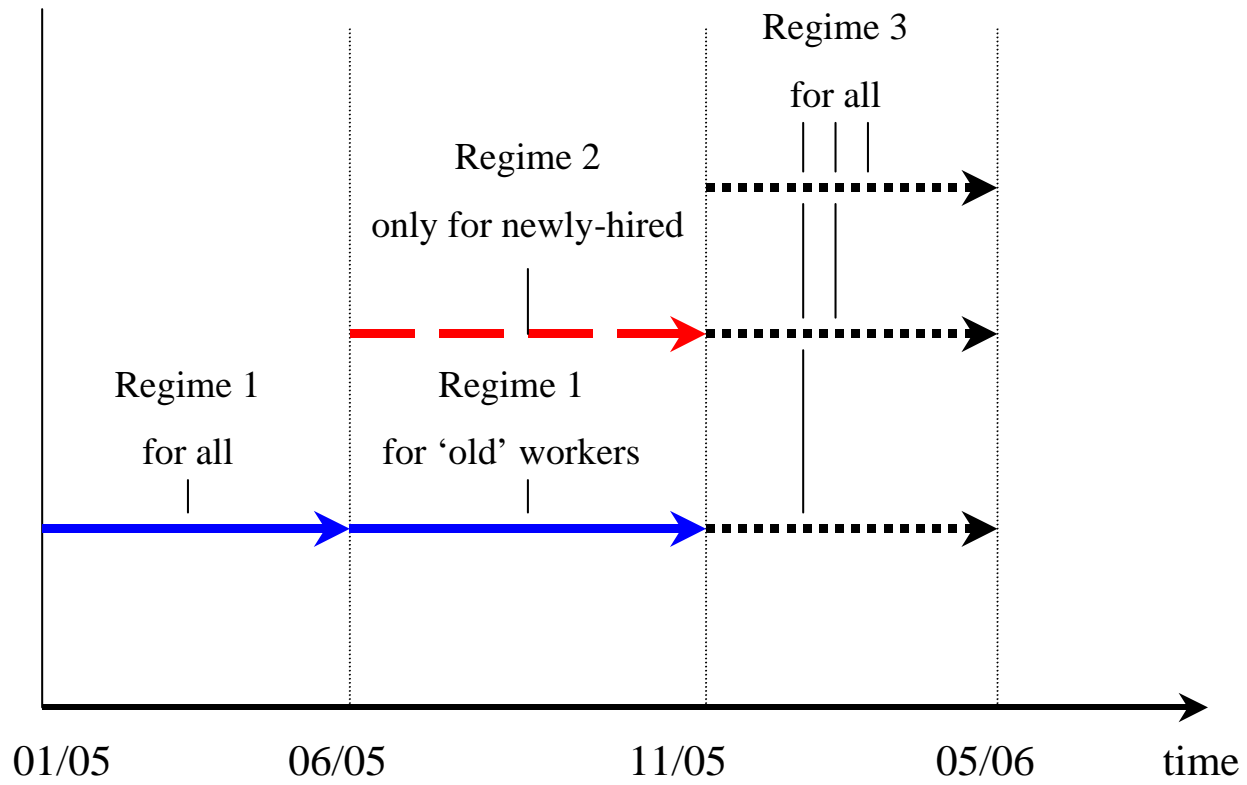 Regime 3
for all
Regime 2
only for newly-hired
Regime 1
for all
Regime 1
for ‘old’ workers
01/05
06/05
11/05
05/06
time